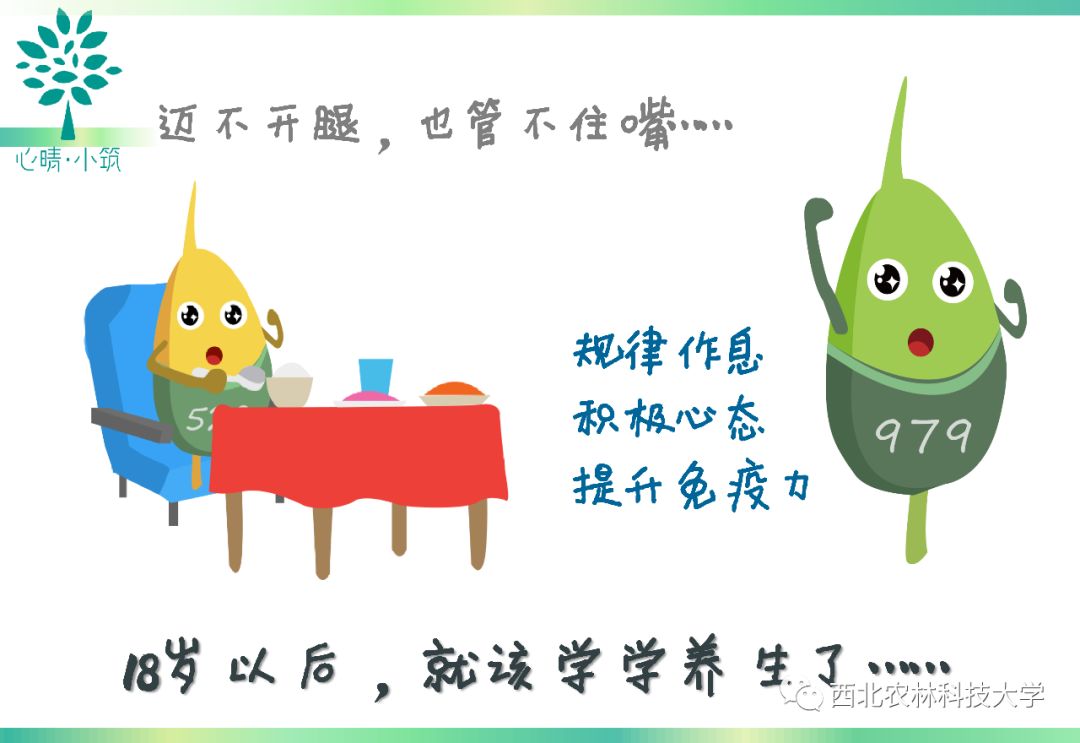 心晴·小筑
迈不开腿，也管不住嘴……
规律作息
积极心态
提升免疫力
979
18岁以后，就该学学养生了……
西北农林科技大学